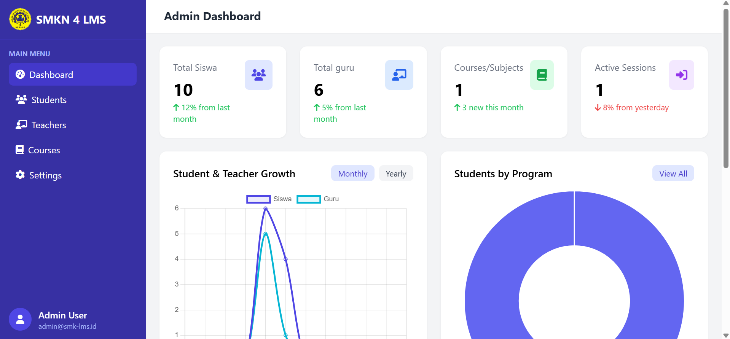 SMKN 4 LMS
MAIN MENU
Dashboard
Students
Teachers
Courses
Settings
Admin User
admin@smk-lms.id
Admin Dashboard
Total Siswa
10
12% from last
month
Total guru
6
5% from last
month
Courses/Subjects
1
3 new this month
Active Sessions
1
8% from yesterday
Student & Teacher Growth
Monthly
Yearly
Siswa
Guru
6
5
4
3
2
1
Students by Program
View All